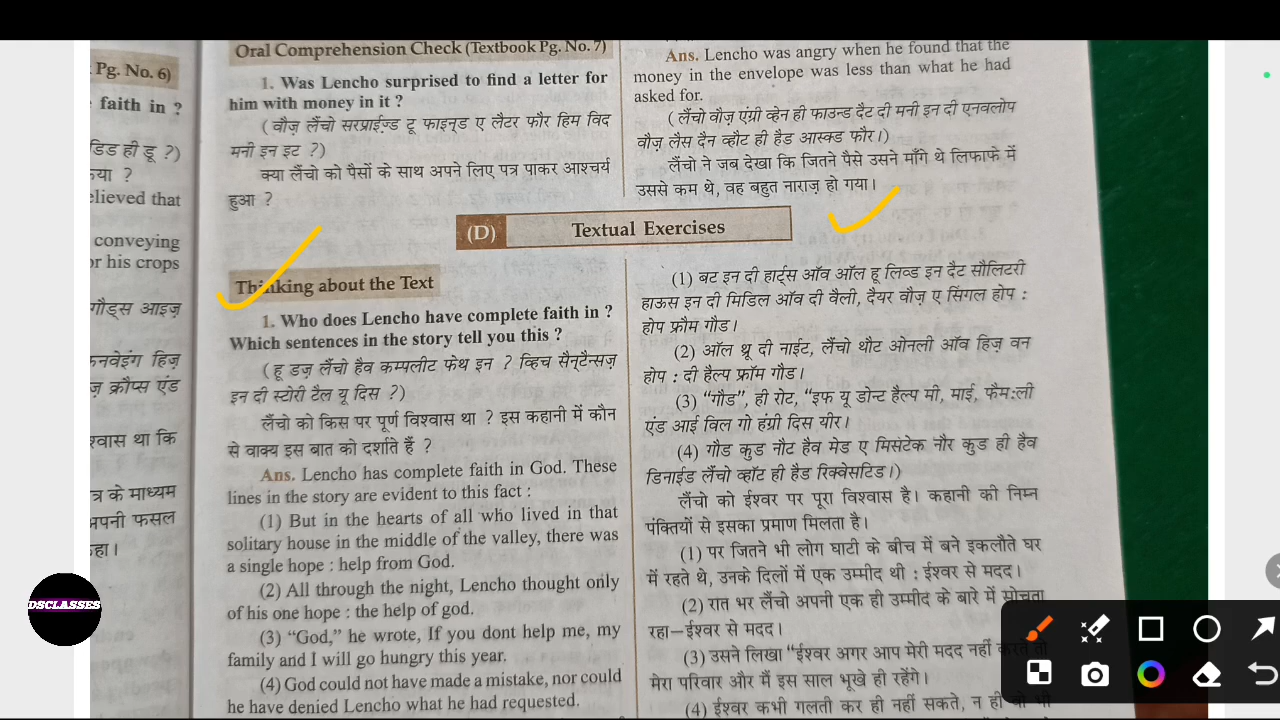 Pg. No. 6)
faith in ?
डिड ही डू ?)
या ?
elieved that
conveying
or his crops
गौड्स आइज़
कनवेइंग हिज़
ज़ क्रौप्स एंड
श्वास था कि
त्र के माध्यम
अपनी फसल
कहा।
Oral Comprehension Check (Textbook Pg. No. 7)
1. Was Lencho surprised to find a letter for
him with money in it ?
(वौज़ लैंचो सरप्राईज़्ड टू फाइन्ड ए लैटर फौर हिम विद
मनी इन इट ?)
क्या लैंचो को पैसों के साथ अपने लिए पत्र पाकर आश्चर्य
हुआ ?
Ans. Lencho was angry when he found that the
money in the envelope was less than what he had
asked for.
(लैंचो वौज़ एंग्री व्हेन ही फाउन्ड दैट दी मनी इन दी एनवलोप
वौज़ लैस दैन व्हौट ही हैड आस्क्ड फौर।)
लैंचो ने जब देखा कि जितने पैसे उसने माँगे थे लिफाफे में
उससे कम थे, वह बहुत नाराज़ हो गया।
(D) Textual Exercises
Thinking about the Text
1. Who does Lencho have complete faith in ?
Which sentences in the story tell you this ?
(हू डज़ लैंचो हैव कम्पलीट फेथ इन ? व्हिच सैन्टैन्सज़
इन दी स्टोरी टैल यू दिस ?)
लैंचो को किस पर पूर्ण विश्वास था ? इस कहानी में कौन
से वाक्य इस बात को दर्शाते हैं ?
Ans. Lencho has complete faith in God. These
lines in the story are evident to this fact :
(1) But in the hearts of all who lived in that
solitary house in the middle of the valley, there was
a single hope : help from God.
(2) All through the night, Lencho thought only
of his one hope : the help of god.
(3) “God,” he wrote, If you dont help me, my
family and I will go hungry this year.
(4) God could not have made a mistake, nor could
he have denied Lencho what he had requested.
(1) बट इन दी हार्ट्स ऑव ऑल हू लिव्ड इन दैट सौलिटरी
हाऊस इन दी मिडिल ऑव दी वैली, दैयर वौज़ ए सिंगल होप :
होप फ्रौम गौड।
(2) ऑल थ्रू दी नाईट, लैंचो थौट ओनली ऑव हिज़ वन
होप : दी हैल्प फ्रॉम गौड।
(3) “गौड”, ही रोट, “इफ यू डोन्ट हैल्प मी, माई, फैम:ली
एंड आई विल गो हंग्री दिस यीर।
(4) गौड कुड नौट हैव मेड ए मिसटेक नौर कुड ही हैव
डिनाईड लैंचो व्हॉट ही हैड रिक्वेसटिड।)
लैंचो को ईश्वर पर पूरा विश्वास है। कहानी की निम्न
पंक्तियों से इसका प्रमाण मिलता है।
(1) पर जितने भी लोग घाटी के बीच में बने इकलौते घर
में रहते थे, उनके दिलों में एक उम्मीद थी : ईश्वर से मदद।
(2) रात भर लैंचो अपनी एक ही उम्मीद के बारे में सोचता
रहा—ईश्वर से मदद।
(3) उसने लिखा “ईश्वर अगर आप मेरी मदद नहीं करते तो
मेरा परिवार और मैं इस साल भूखे ही रहेंगे।
(4) ईश्वर कभी गलती कर ही नहीं सकते, न ही
DSCLASSES